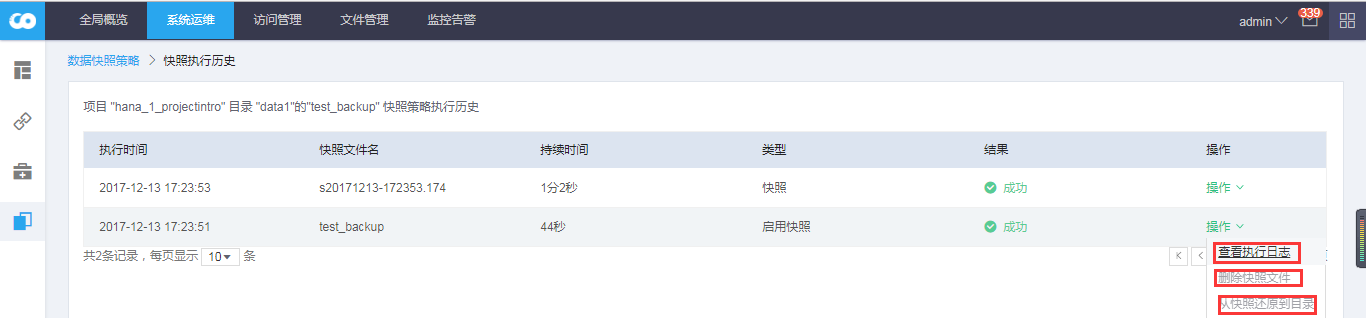 全局概览 系统运维 访问管理 文件管理 监控告警 admin 339
数据快照策略 快照执行历史
项目 "hana_1_projectintro" 目录 "data1"的"test_backup" 快照策略执行历史
执行时间 快照文件名 持续时间 类型 结果 操作
2017-12-13 17:23:53 s20171213-172353.174 1分2秒 快照 成功 操作
2017-12-13 17:23:51 test_backup 44秒 启用快照 成功 操作
共2条记录，每页显示 10 条
查看执行日志
删除快照文件
从快照还原到目录